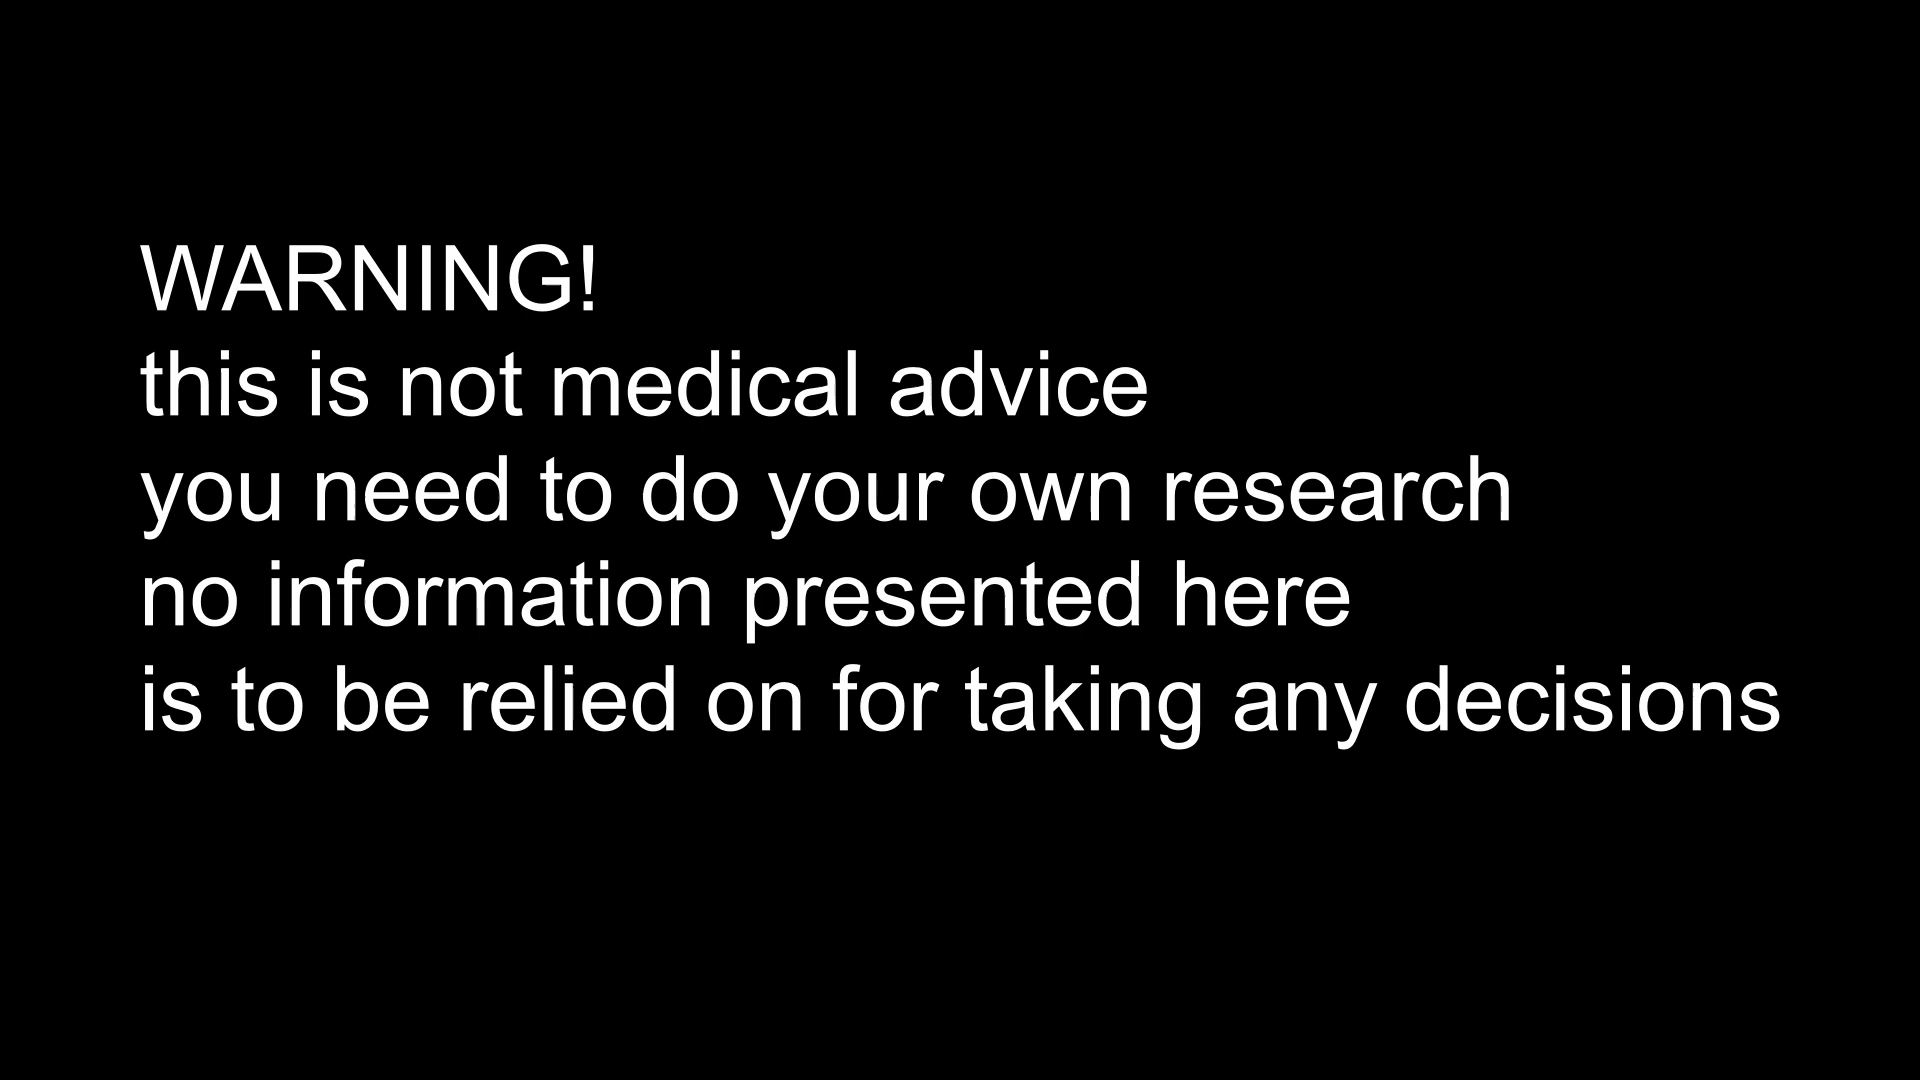 WARNING!
this is not medical advice
you need to do your own research
no information presented here
is to be relied on for taking any decisions